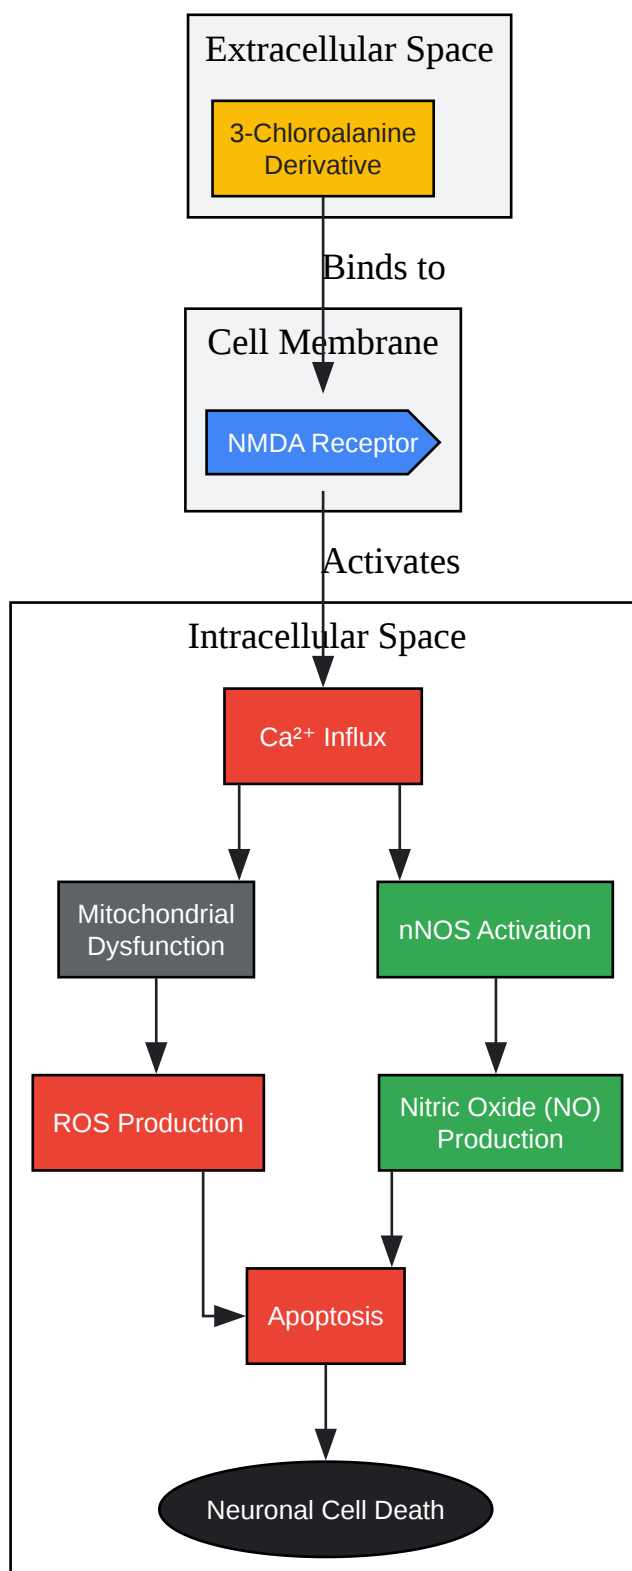 Extracellular Space
3-Chloroalanine
Derivative
Binds to
Cell Membrane
NMDA Receptor
Activates
Intracellular Space
Ca²⁺ Influx
Mitochondrial
Dysfunction
nNOS Activation
ROS Production
Nitric Oxide (NO)
Production
Apoptosis
Neuronal Cell Death